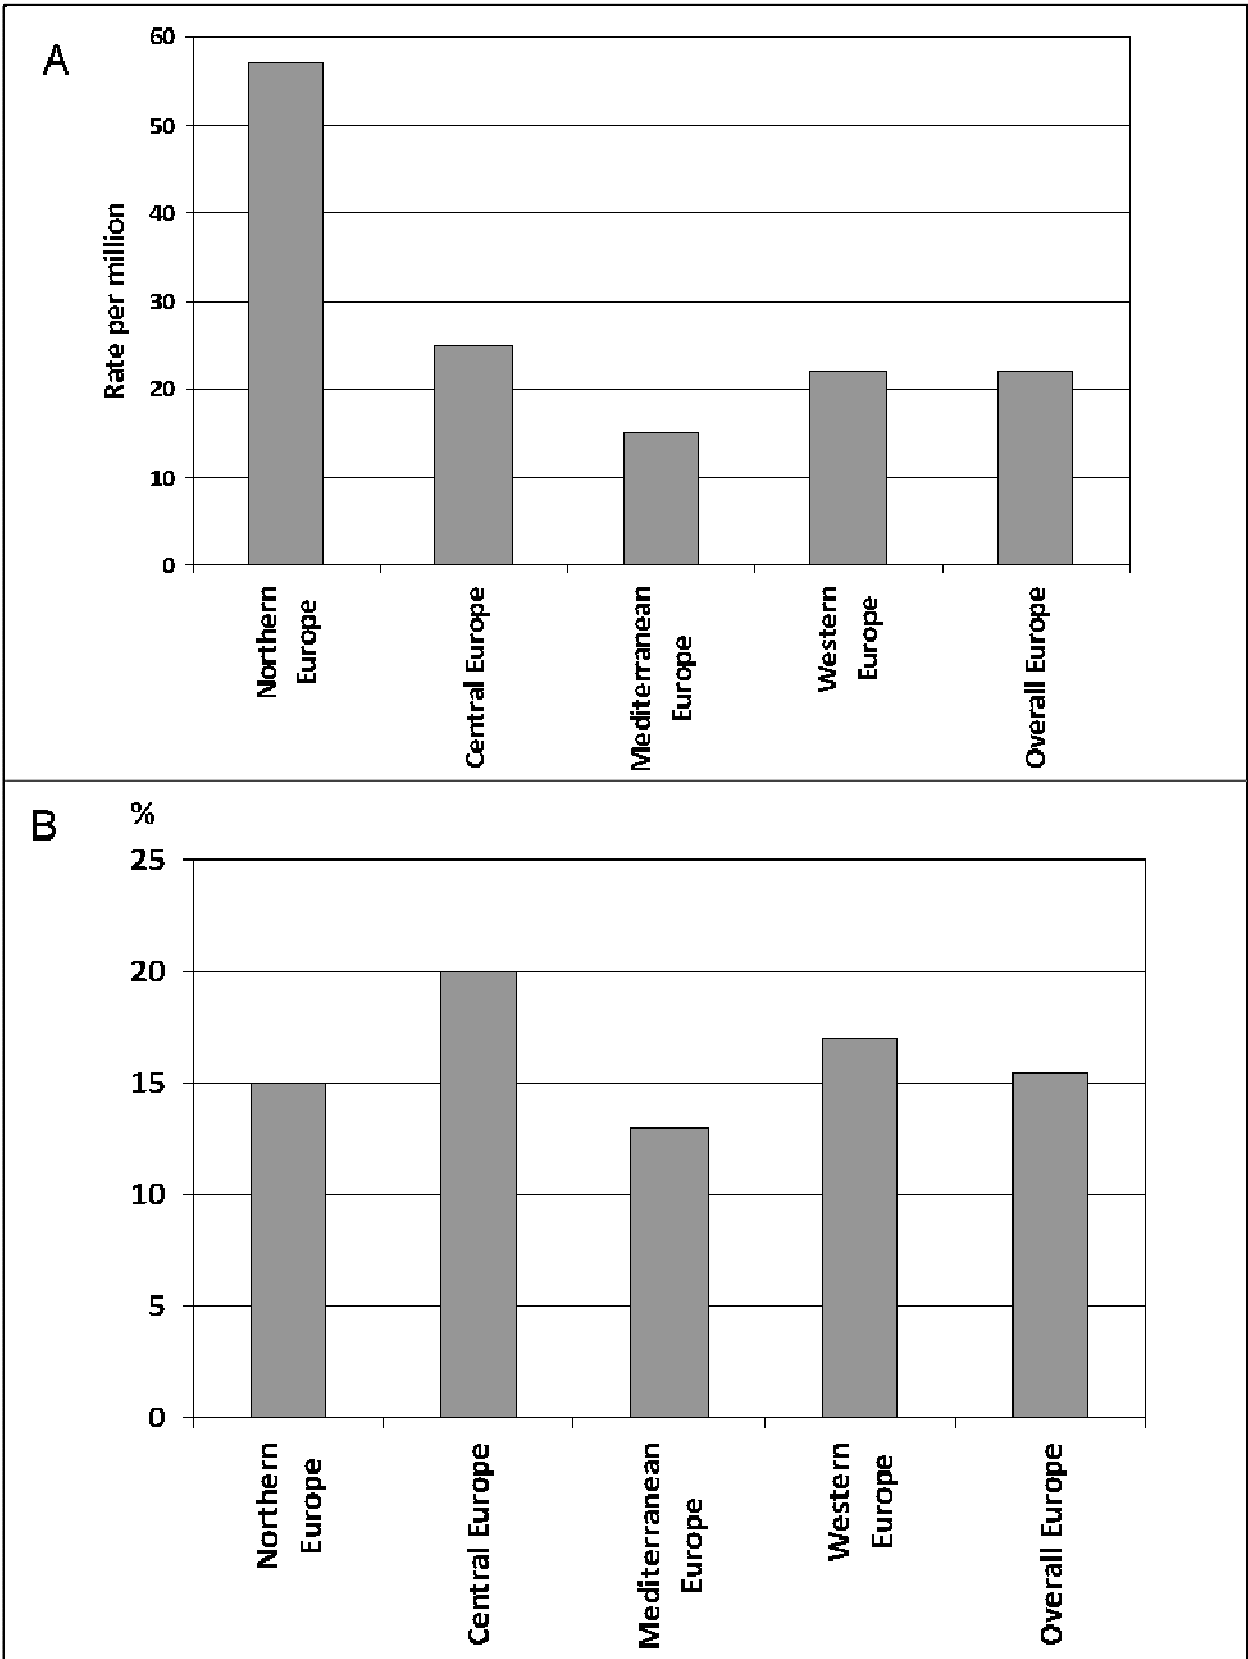 A
60
50
40
30
20
10
0
Rate per million
Northern
Europe
Central Europe
Mediterranean
Europe
Western
Europe
Overall Europe
B
%
25
20
15
10
5
0
Northern
Europe
Central Europe
Mediterranean
Europe
Western
Europe
Overall Europe